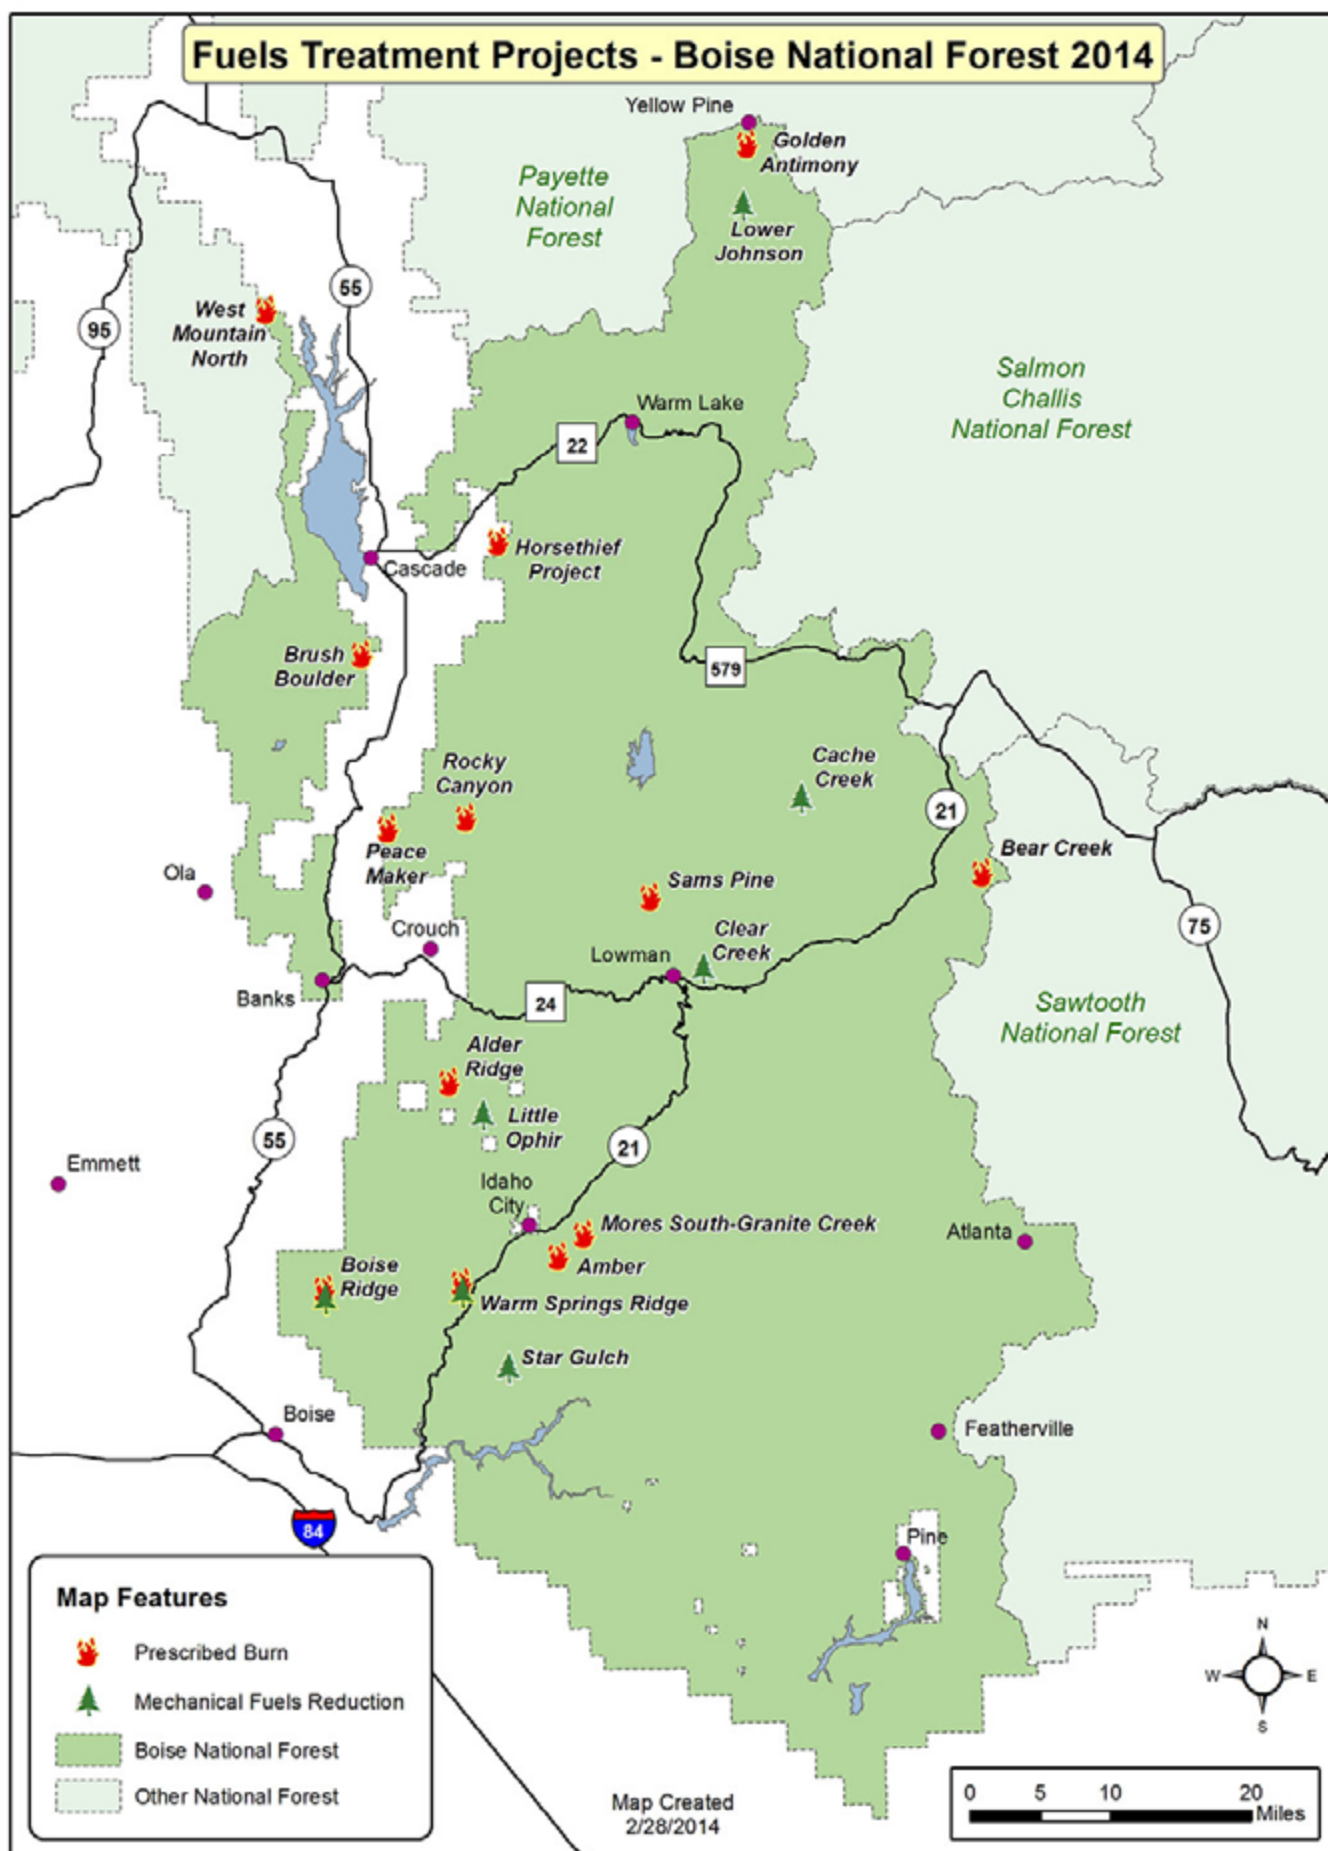 Fuels Treatment Projects - Boise National Forest 2014
Yellow Pine
Golden
Antimony
Payette
National
Forest
Lower
Johnson
55
West
Mountain
North
95
Salmon
Challis
National Forest
Warm Lake
22
Horsethief
Project
Cascade
Brush
Boulder
579
Rocky
Canyon
Cache
Creek
21
Peace
Maker
Bear Creek
Ola
Sams Pine
75
Crouch
Clear
Creek
Lowman
Banks
24
Sawtooth
National Forest
Alder
Ridge
Little
Ophir
55
21
Emmett
Idaho
City
Mores South-Granite Creek
Atlanta
Amber
Boise
Ridge
Warm Springs Ridge
Star Gulch
Boise
Featherville
84
Pine
Map Features
Prescribed Burn
Mechanical Fuels Reduction
Boise National Forest
Other National Forest
N
W
E
S
Map Created
2/28/2014
0 5 10 20
Miles